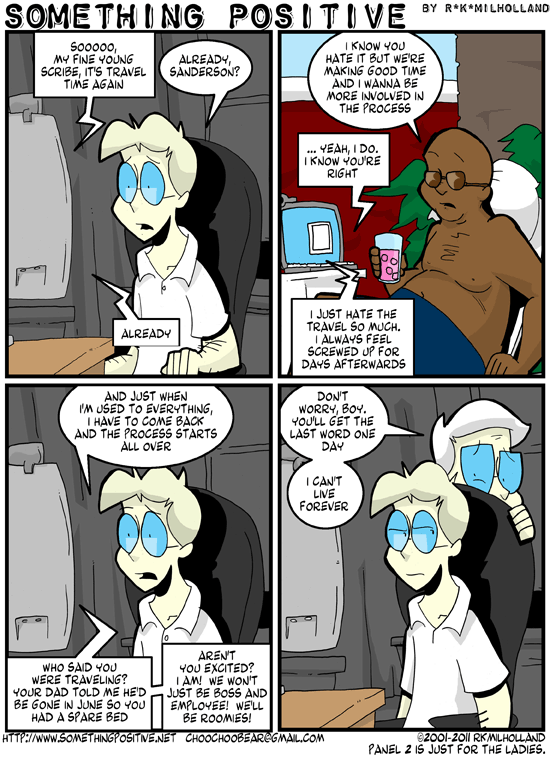 SOMETHING POSITIVE
BY R*K*MILHOLLAND
SOOOOO,
MY FINE YOUNG
SCRIBE, IT'S TRAVEL
TIME AGAIN
ALREADY,
SANDERSON?
ALREADY
I KNOW YOU
HATE IT BUT WE'RE
MAKING GOOD TIME
AND I WANNA BE
MORE INVOLVED IN
THE PROCESS
... YEAH, I DO.
I KNOW YOU'RE
RIGHT
I JUST HATE THE
TRAVEL SO MUCH.
I ALWAYS FEEL
SCREWED UP FOR
DAYS AFTERWARDS
AND JUST WHEN
I'M USED TO EVERYTHING,
I HAVE TO COME BACK
AND THE PROCESS STARTS
ALL OVER
WHO SAID YOU
WERE TRAVELING?
YOUR DAD TOLD ME HE'D
BE GONE IN JUNE SO YOU
HAD A SPARE BED
AREN'T
YOU EXCITED?
I AM! WE WON'T
JUST BE BOSS AND
EMPLOYEE! WE'LL
BE ROOMIES!
DON'T
WORRY, BOY.
YOU'LL GET THE
LAST WORD ONE
DAY
I CAN'T
LIVE
FOREVER
HTTP://WWW.SOMETHINGPOSITIVE.NET CHOOCHOOBEAR@GMAIL.COM
©2001-2011 RKMILHOLLAND
PANEL 2 IS JUST FOR THE LADIES.